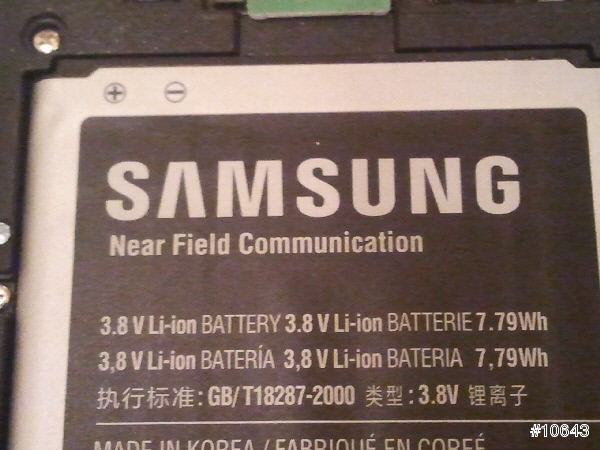 SAMSUNG
Near Field Communication
3.8 V Li-ion BATTERY 3.8 V Li-ion BATTERIE 7.79Wh
3,8 V Li-ion BATERÍA 3,8 V Li-ion BATERIA 7,79Wh
执行标准: GB/T18287-2000 类型: 3.8V 锂离子
MADE IN KOREA / FABRIQUÉ EN CORÉE
#10643